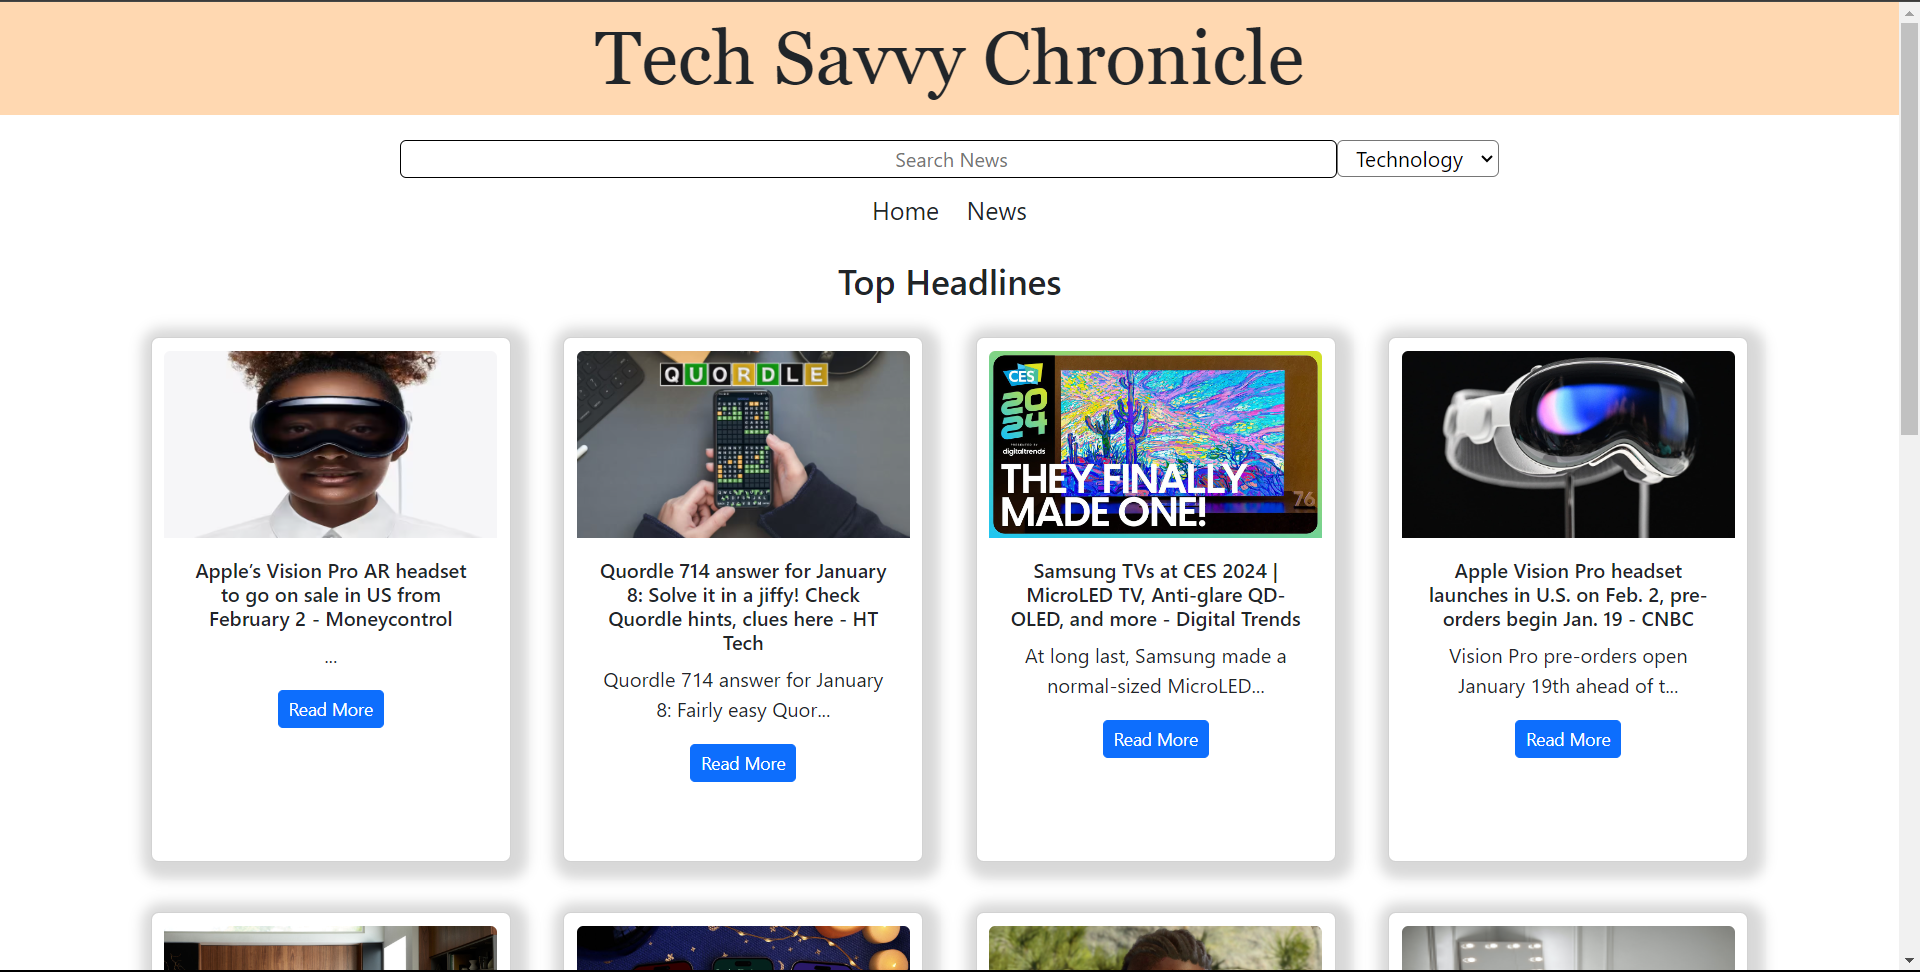 Tech Savvy Chronicle
Search News
Technology
Home News
Top Headlines
Apple’s Vision Pro AR headset
to go on sale in US from
February 2 - Moneycontrol
...
Read More
QUORDLE
Quordle 714 answer for January
8: Solve it in a jiffy! Check
Quordle hints, clues here - HT
Tech
Quordle 714 answer for January
8: Fairly easy Quor...
Read More
CES
20
24
PRESENTED BY
digitaltrends
THEY FINALLY
MADE ONE!
76
Samsung TVs at CES 2024 |
MicroLED TV, Anti-glare QD-
OLED, and more - Digital Trends
At long last, Samsung made a
normal-sized MicroLED...
Read More
Apple Vision Pro headset
launches in U.S. on Feb. 2, pre-
orders begin Jan. 19 - CNBC
Vision Pro pre-orders open
January 19th ahead of t...
Read More